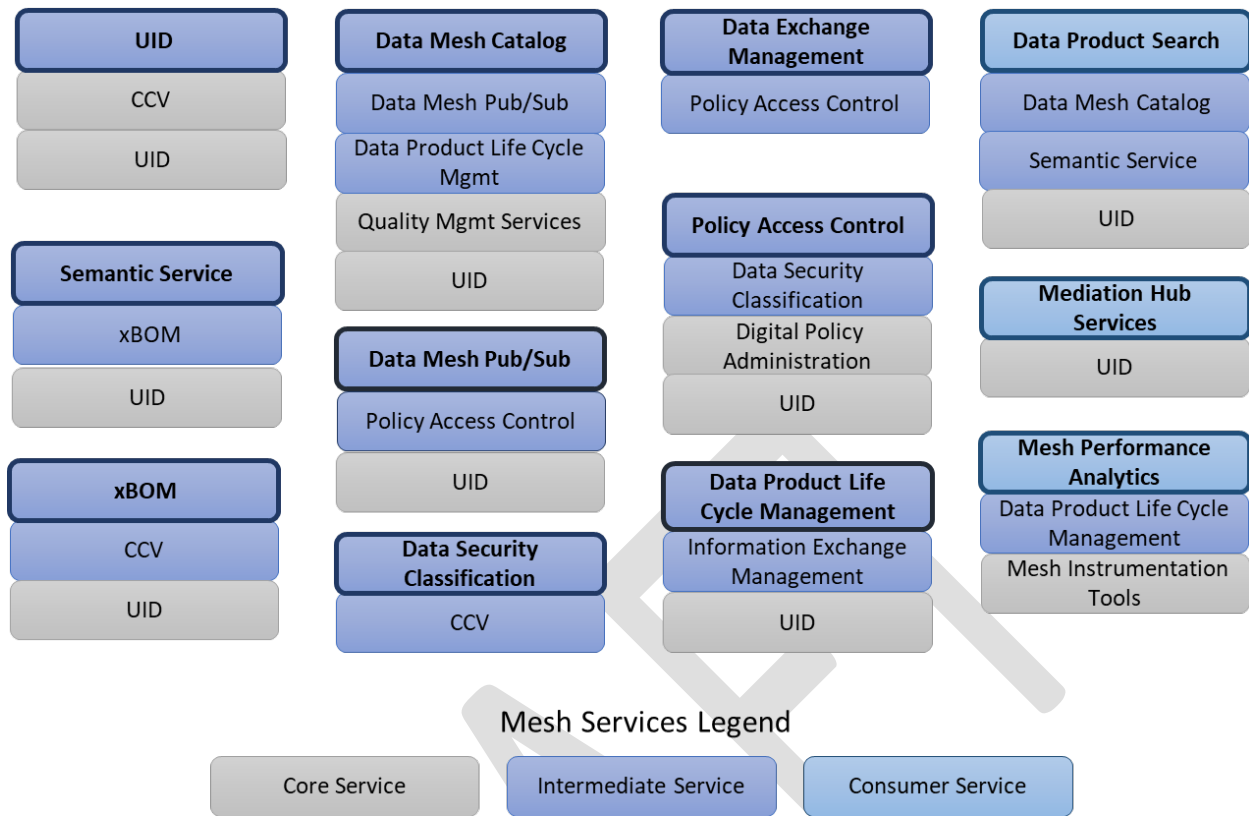 UID
CCV
UID
Semantic Service
xBOM
UID
xBOM
CCV
UID
Data Mesh Catalog
Data Mesh Pub/Sub
Data Product Life Cycle
Mgmt
Quality Mgmt Services
UID
Data Mesh Pub/Sub
Policy Access Control
UID
Data Security
Classification
CCV
Data Exchange
Management
Policy Access Control
Policy Access Control
Data Security
Classification
Digital Policy
Administration
UID
Data Product Life
Cycle Management
Information Exchange
Management
UID
Data Product Search
Data Mesh Catalog
Semantic Service
UID
Mediation Hub
Services
UID
Mesh Performance
Analytics
Data Product Life Cycle
Management
Mesh Instrumentation
Tools
Mesh Services Legend
Core Service
Intermediate Service
Consumer Service